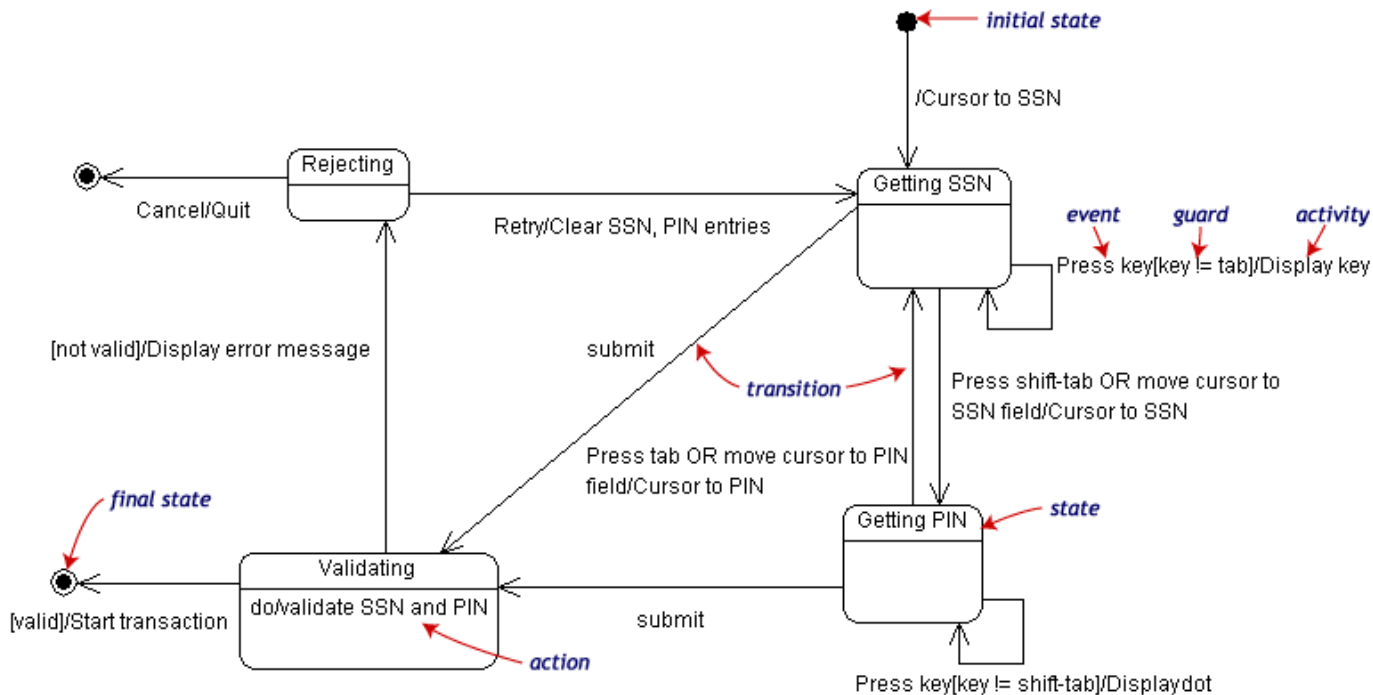 initial state
/Cursor to SSN
Rejecting
Getting SSN
Cancel/Quit
Retry/Clear SSN, PIN entries
event
guard
activity
Press key[key != tab]/Display key
[not valid]/Display error message
submit
transition
Press shift-tab OR move cursor to
SSN field/Cursor to SSN
Press tab OR move cursor to PIN
field/Cursor to PIN
final state
Getting PIN
state
Validating
do/validate SSN and PIN
[valid]/Start transaction
submit
action
Press key[key != shift-tab]/Displaydot